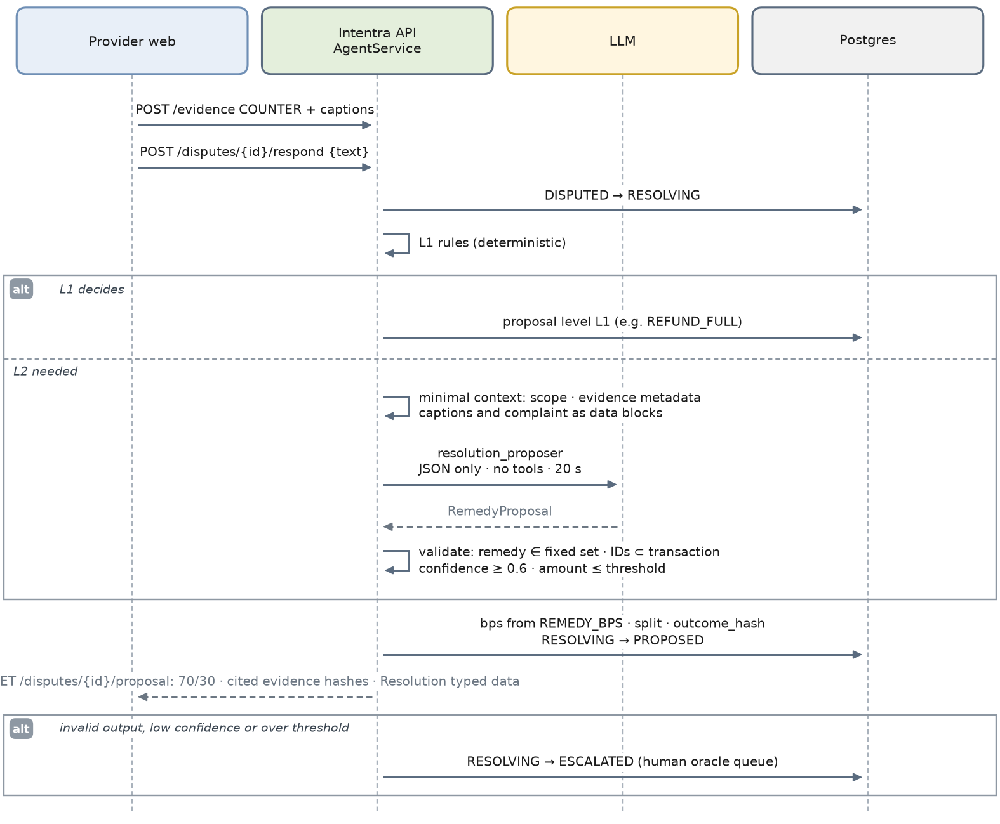 Provider web
Intentra API
AgentService
LLM
Postgres
POST /evidence COUNTER + captions
POST /disputes/{id}/respond {text}
DISPUTED → RESOLVING
L1 rules (deterministic)
alt
L1 decides
proposal level L1 (e.g. REFUND_FULL)
L2 needed
minimal context: scope · evidence metadata
captions and complaint as data blocks
resolution_proposer
JSON only · no tools · 20 s
RemedyProposal
validate: remedy ∈ fixed set · IDs ⊂ transaction
confidence ≥ 0.6 · amount ≤ threshold
bps from REMEDY_BPS · split · outcome_hash
RESOLVING → PROPOSED
ET /disputes/{id}/proposal: 70/30 · cited evidence hashes · Resolution typed data
alt
invalid output, low confidence or over threshold
RESOLVING → ESCALATED (human oracle queue)